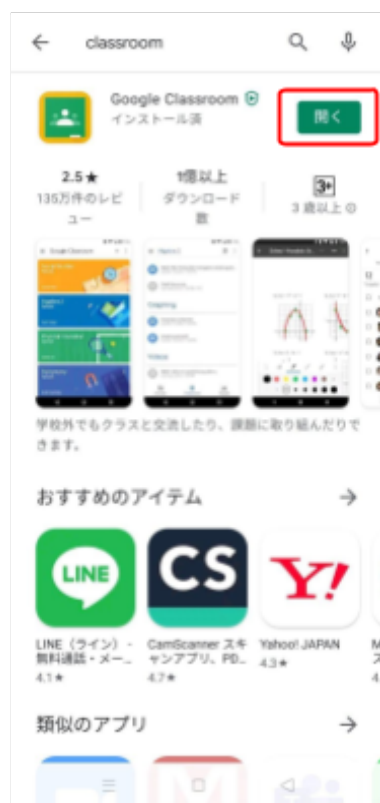 classroom
Google Classroom
インストール済
開く
2.5★
135万件のレビ
ュー
1億以上
ダウンロード
数
3+
3 歳以上
学校外でもクラスと交流したり、課題に取り組んだりで
きます。
おすすめのアイテム
LINE
CS
Y!
LINE（ライン） -
無料通話・メー...
4.1★
CamScanner スキ
ャンアプリ、PD...
4.7★
Yahoo! JAPAN
4.3★
類似のアプリ